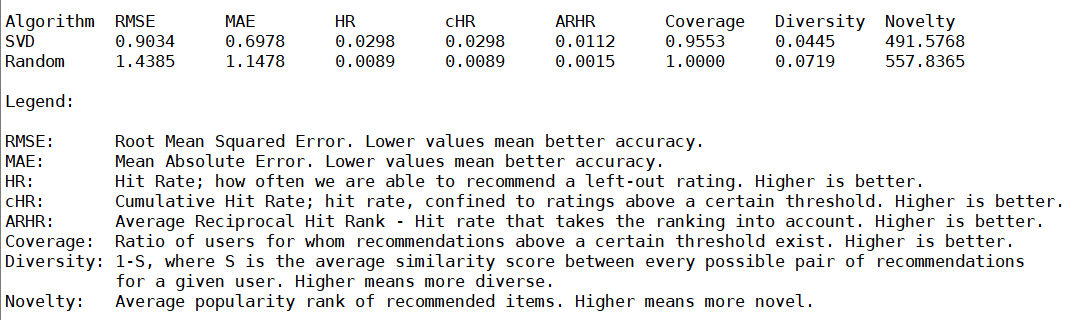 Algorithm  RMSE       MAE        HR         cHR        ARHR       Coverage   Diversity  Novelty
SVD        0.9034     0.6978     0.0298     0.0298     0.0112     0.9553     0.0445     491.5768
Random     1.4385     1.1478     0.0089     0.0089     0.0015     1.0000     0.0719     557.8365
Legend:
RMSE:      Root Mean Squared Error. Lower values mean better accuracy.
MAE:       Mean Absolute Error. Lower values mean better accuracy.
HR:        Hit Rate; how often we are able to recommend a left-out rating. Higher is better.
cHR:       Cumulative Hit Rate; hit rate, confined to ratings above a certain threshold. Higher is better.
ARHR:      Average Reciprocal Hit Rank - Hit rate that takes the ranking into account. Higher is better.
Coverage:  Ratio of users for whom recommendations above a certain threshold exist. Higher is better.
Diversity: 1-S, where S is the average similarity score between every possible pair of recommendations
           for a given user. Higher means more diverse.
Novelty:   Average popularity rank of recommended items. Higher means more novel.